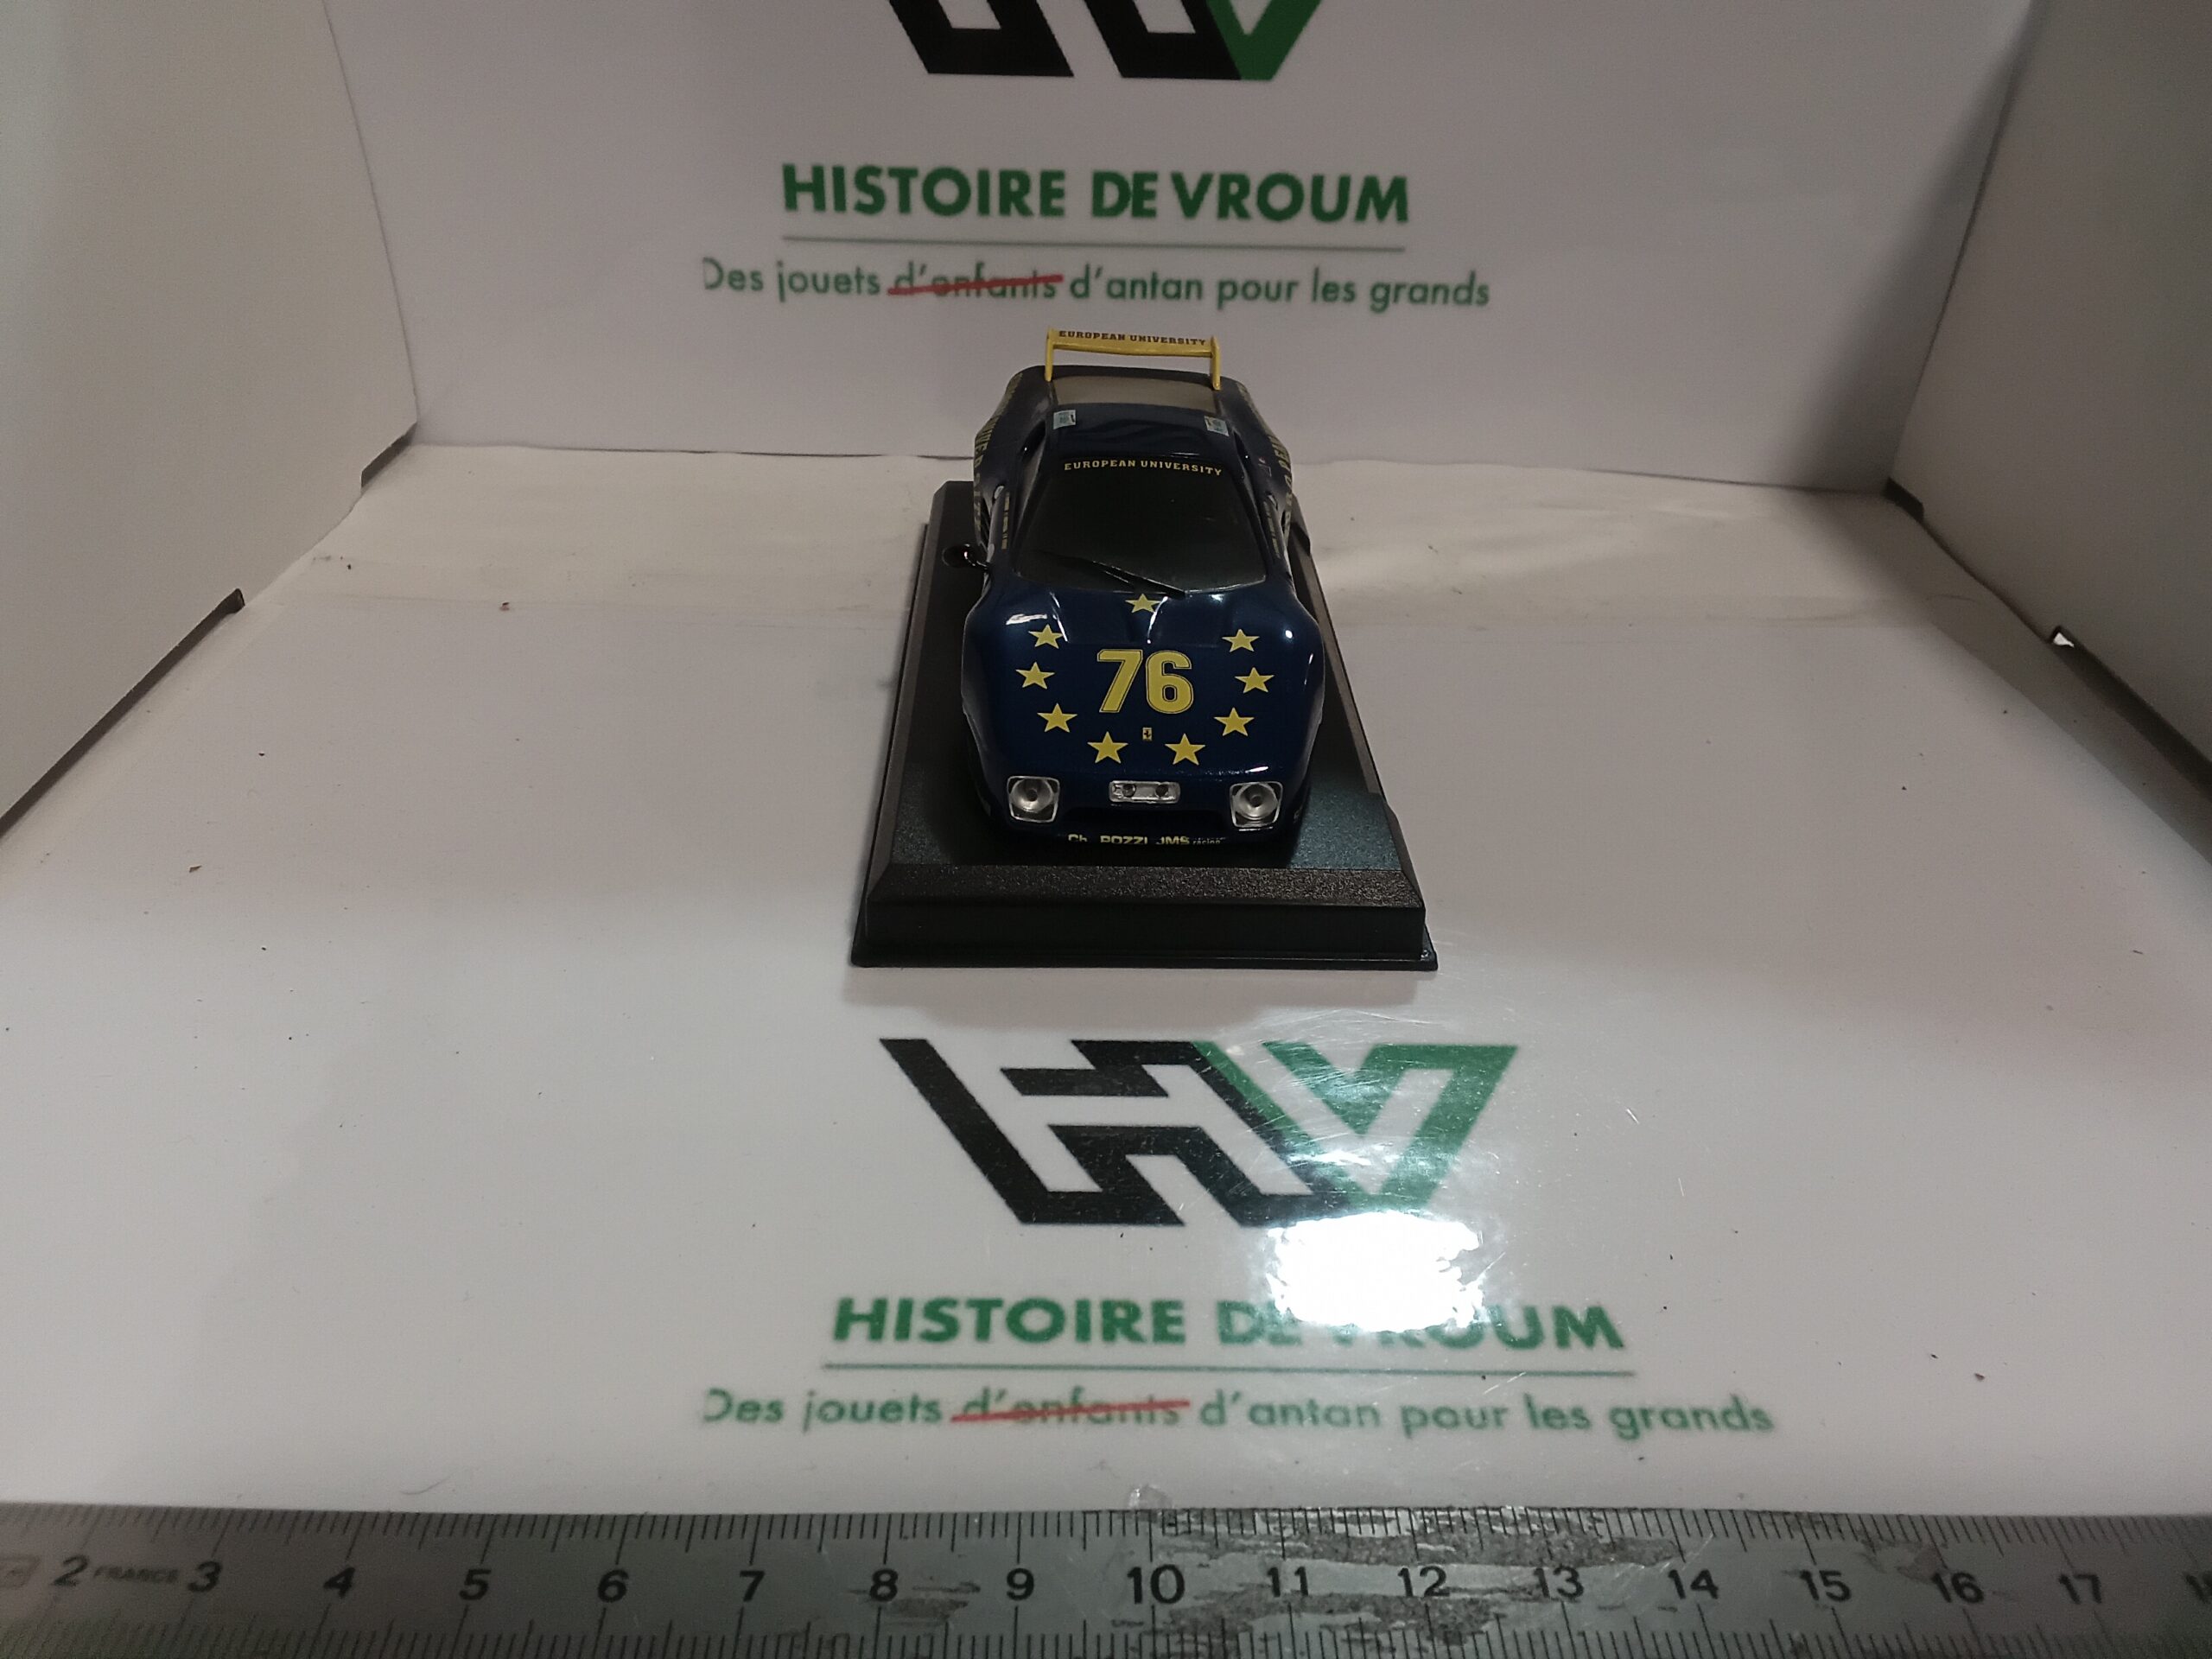 HISTOIRE DE VROUM
Des jouets d'enfants d'antan pour les grands
EUROPEAN UNIVERSITY
EUROPEAN UNIVERSITY
76
Ch. POZZI JMS racing
HV
HISTOIRE DE VROUM
Des jouets d'enfants d'antan pour les grands
2 FRANCE 3 4 5 6 7 8 9 10 11 12 13 14 15 16 17